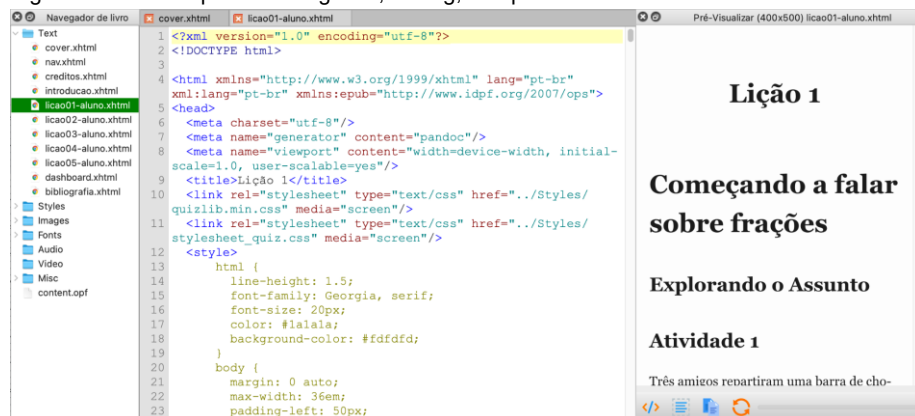 Navegador de livro
Text
cover.xhtml
nav.xhtml
creditos.xhtml
introducao.xhtml
licao01-aluno.xhtml
licao02-aluno.xhtml
licao03-aluno.xhtml
licao04-aluno.xhtml
licao05-aluno.xhtml
dashboard.xhtml
bibliografia.xhtml
Styles
Images
Fonts
Audio
Video
Misc
content.opf
cover.xhtml
licao01-aluno.xhtml
1 <?xml version="1.0" encoding="utf-8"?>
2 <!DOCTYPE html>
3
4 <html xmlns="http://www.w3.org/1999/xhtml" lang="pt-br"
xml:lang="pt-br" xmlns:epub="http://www.idpf.org/2007/ops">
5 <head>
6 <meta charset="utf-8"/>
7 <meta name="generator" content="pandoc"/>
8 <meta name="viewport" content="width=device-width, initial-
scale=1.0, user-scalable=yes"/>
9 <title>Lição 1</title>
10 <link rel="stylesheet" type="text/css" href="../Styles/
quizlib.min.css" media="screen"/>
11 <link rel="stylesheet" type="text/css" href="../Styles/
stylesheet_quiz.css" media="screen"/>
12 <style>
13 html {
14 line-height: 1.5;
15 font-family: Georgia, serif;
16 font-size: 20px;
17 color: #1a1a1a;
18 background-color: #fdfdfd;
19 }
20 body {
21 margin: 0 auto;
22 max-width: 36em;
23 padding-left: 50px;
Pré-Visualizar (400x500) licao01-aluno.xhtml
Lição 1
Começando a falar
sobre frações
Explorando o Assunto
Atividade 1
Três amigos repartiram uma barra de cho-